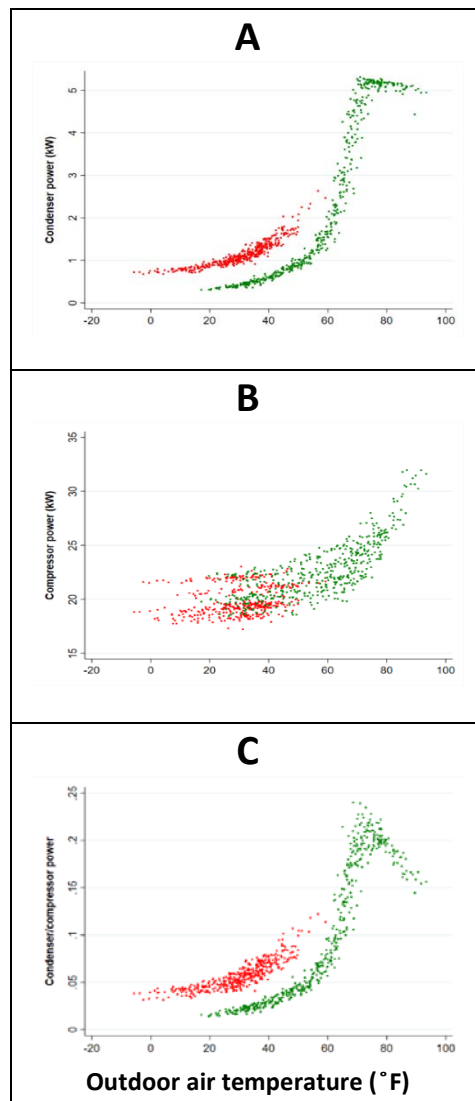 A
Condenser power (kW)
5
4
3
2
1
0
-20 0 20 40 60 80 100
B
Compressor power (kW)
35
30
25
20
15
-20 0 20 40 60 80 100
C
Condenser/compressor power
.25
.2
.15
.1
.05
0
-20 0 20 40 60 80 100
Outdoor air temperature (˚F)